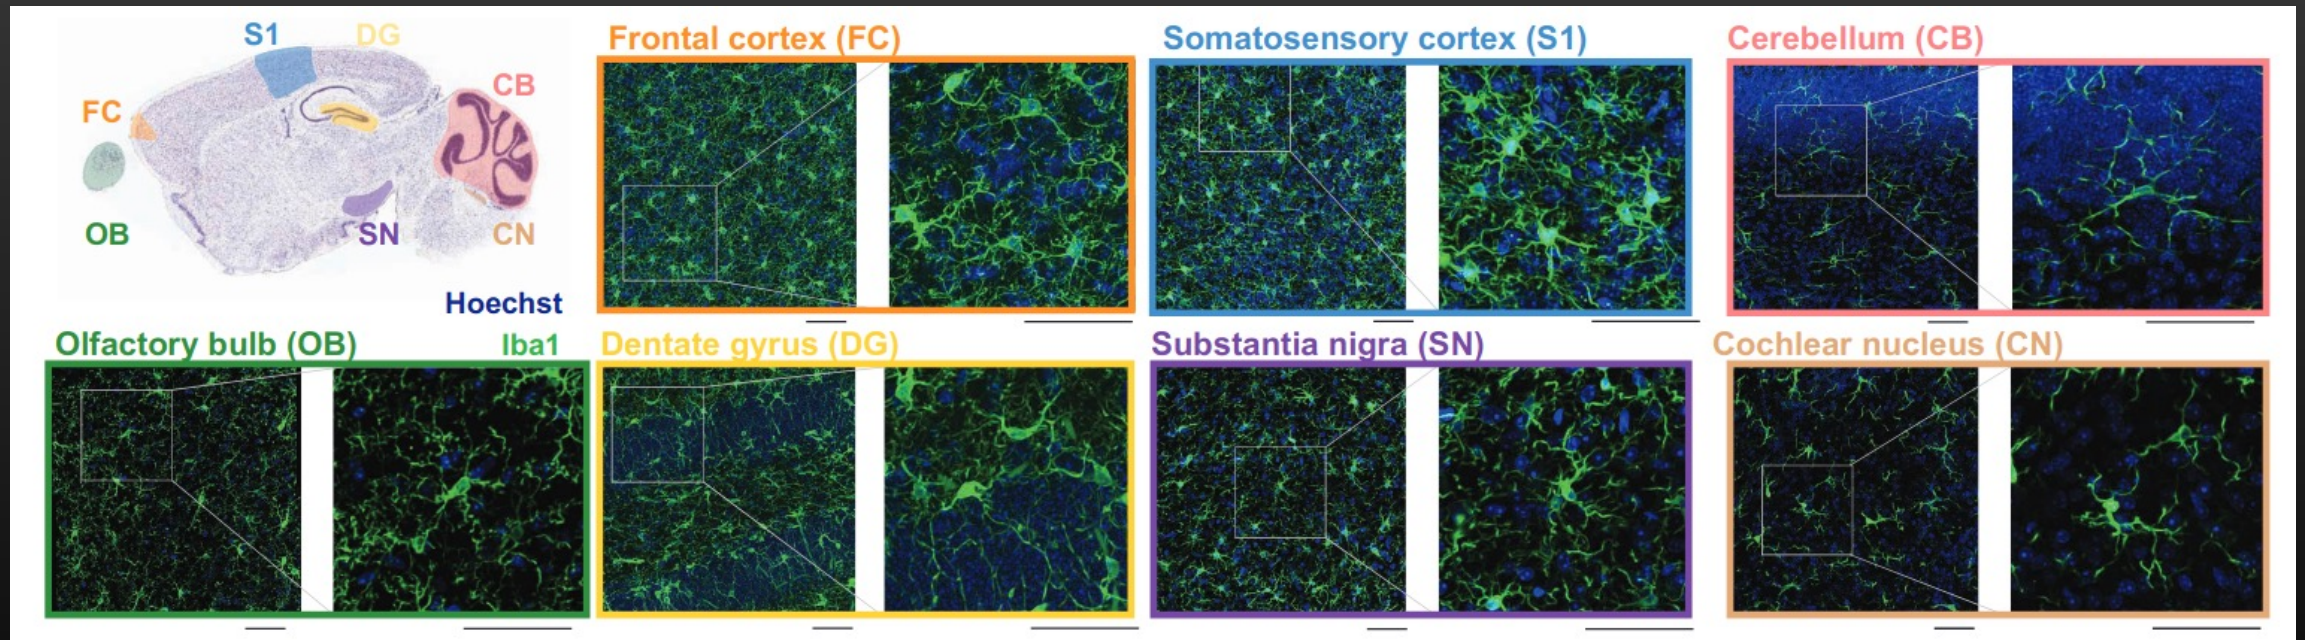 S1
DG
FC
CB
OB
SN
CN
Hoechst
Iba1
Frontal cortex (FC)
Somatosensory cortex (S1)
Cerebellum (CB)
Olfactory bulb (OB)
Dentate gyrus (DG)
Substantia nigra (SN)
Cochlear nucleus (CN)